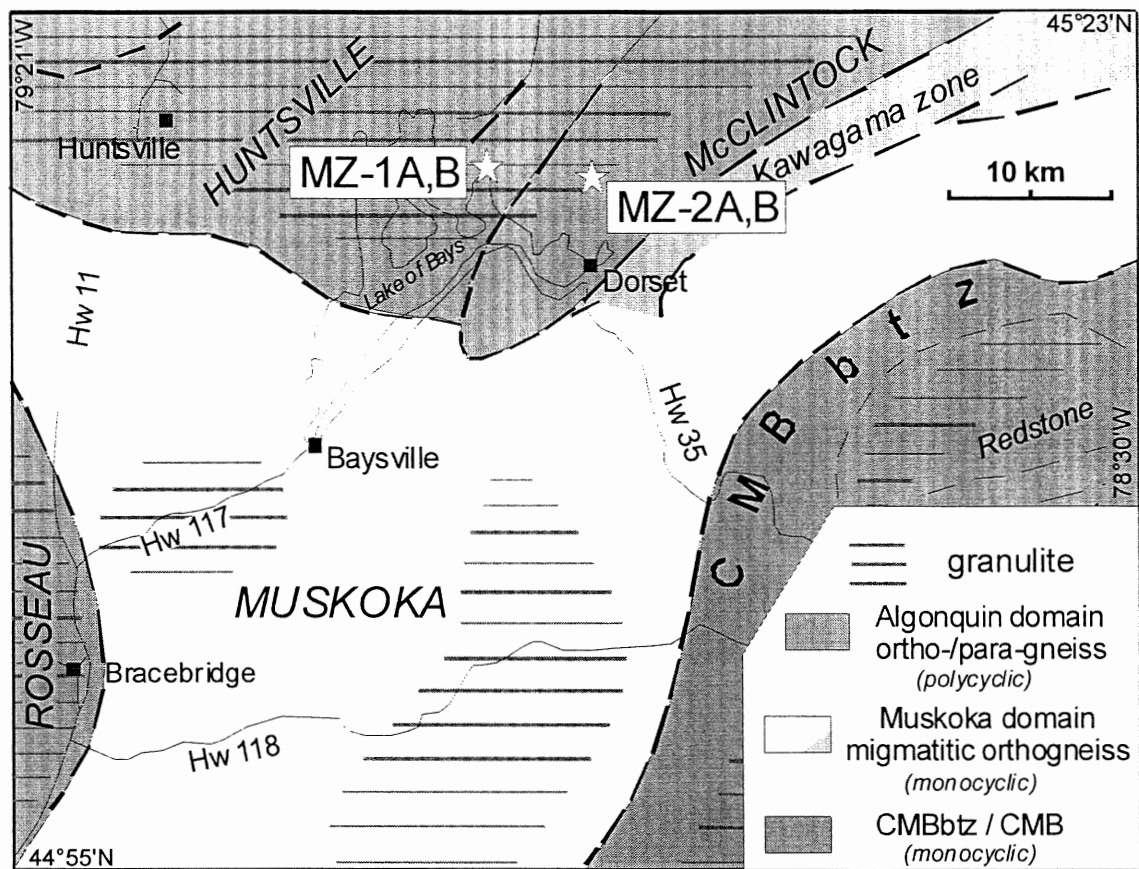 79°21'W
45°23'N
HUNTSVILLE
McCLINTOCK
Kawagama zone
Huntsville
MZ-1A,B
MZ-2A,B
10 km
Lake of Bays
Dorset
Hw 11
Hw 35
CMBbtz
Redstone
78°30'W
Baysville
Hw 117
MUSKOKA
ROSSEAU
Bracebridge
Hw 118
44°55'N
granulite
Algonquin domain
ortho-/para-gneiss
(polycyclic)
Muskoka domain
migmatitic orthogneiss
(monocyclic)
CMBbtz / CMB
(monocyclic)